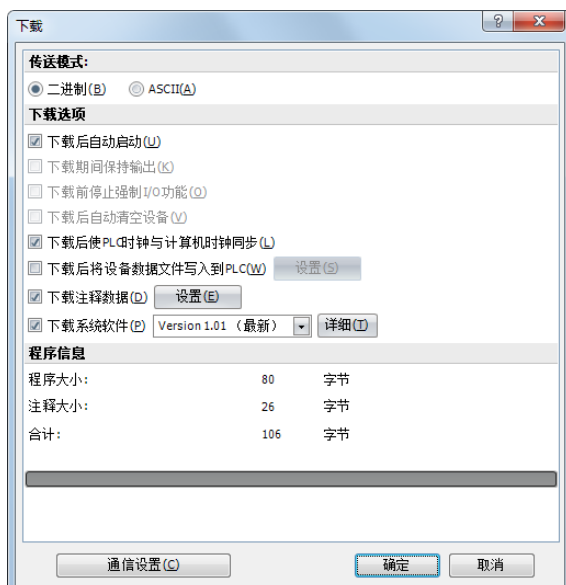 下载
传送模式:
二进制(B) ASCII(A)
下载选项
下载后自动启动(U)
下载期间保持输出(K)
下载前停止强制I/O功能(O)
下载后自动清空设备(V)
下载后使PLC时钟与计算机时钟同步(L)
下载后将设备数据文件写入到PLC(W) 设置(S)
下载注释数据(D) 设置(E)
下载系统软件(P) Version 1.01 (最新) 详细(T)
程序信息
程序大小: 80 字节
注释大小: 26 字节
合计: 106 字节
通信设置(C) 确定 取消